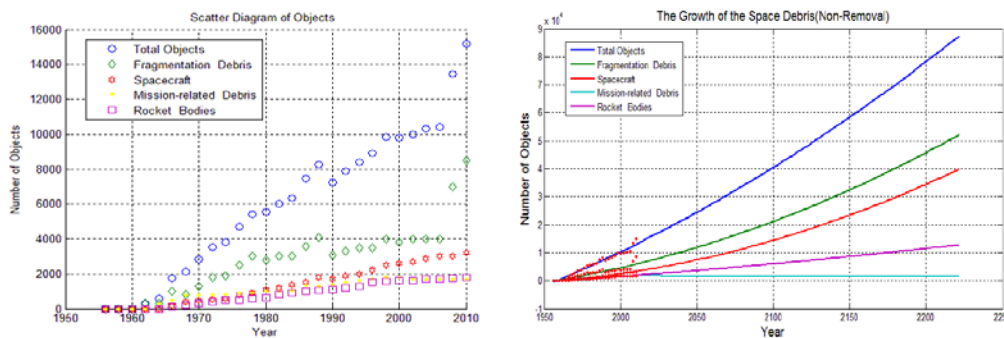 Scatter Diagram of Objects
16000
14000
12000
10000
8000
6000
4000
2000
0
Number of Objects
Total Objects
Fragmentation Debris
Spacecraft
Mission-related Debris
Rocket Bodies
1950 1960 1970 1980 1990 2000 2010
Year
The Growth of the Space Debris(Non-Removal)
9
8
7
6
5
4
3
2
1
0
Number of Objects
Total Objects
Fragmentation Debris
Spacecraft
Mission-related Debris
Rocket Bodies
1950 2000 2050 2100 2150 2200
Year